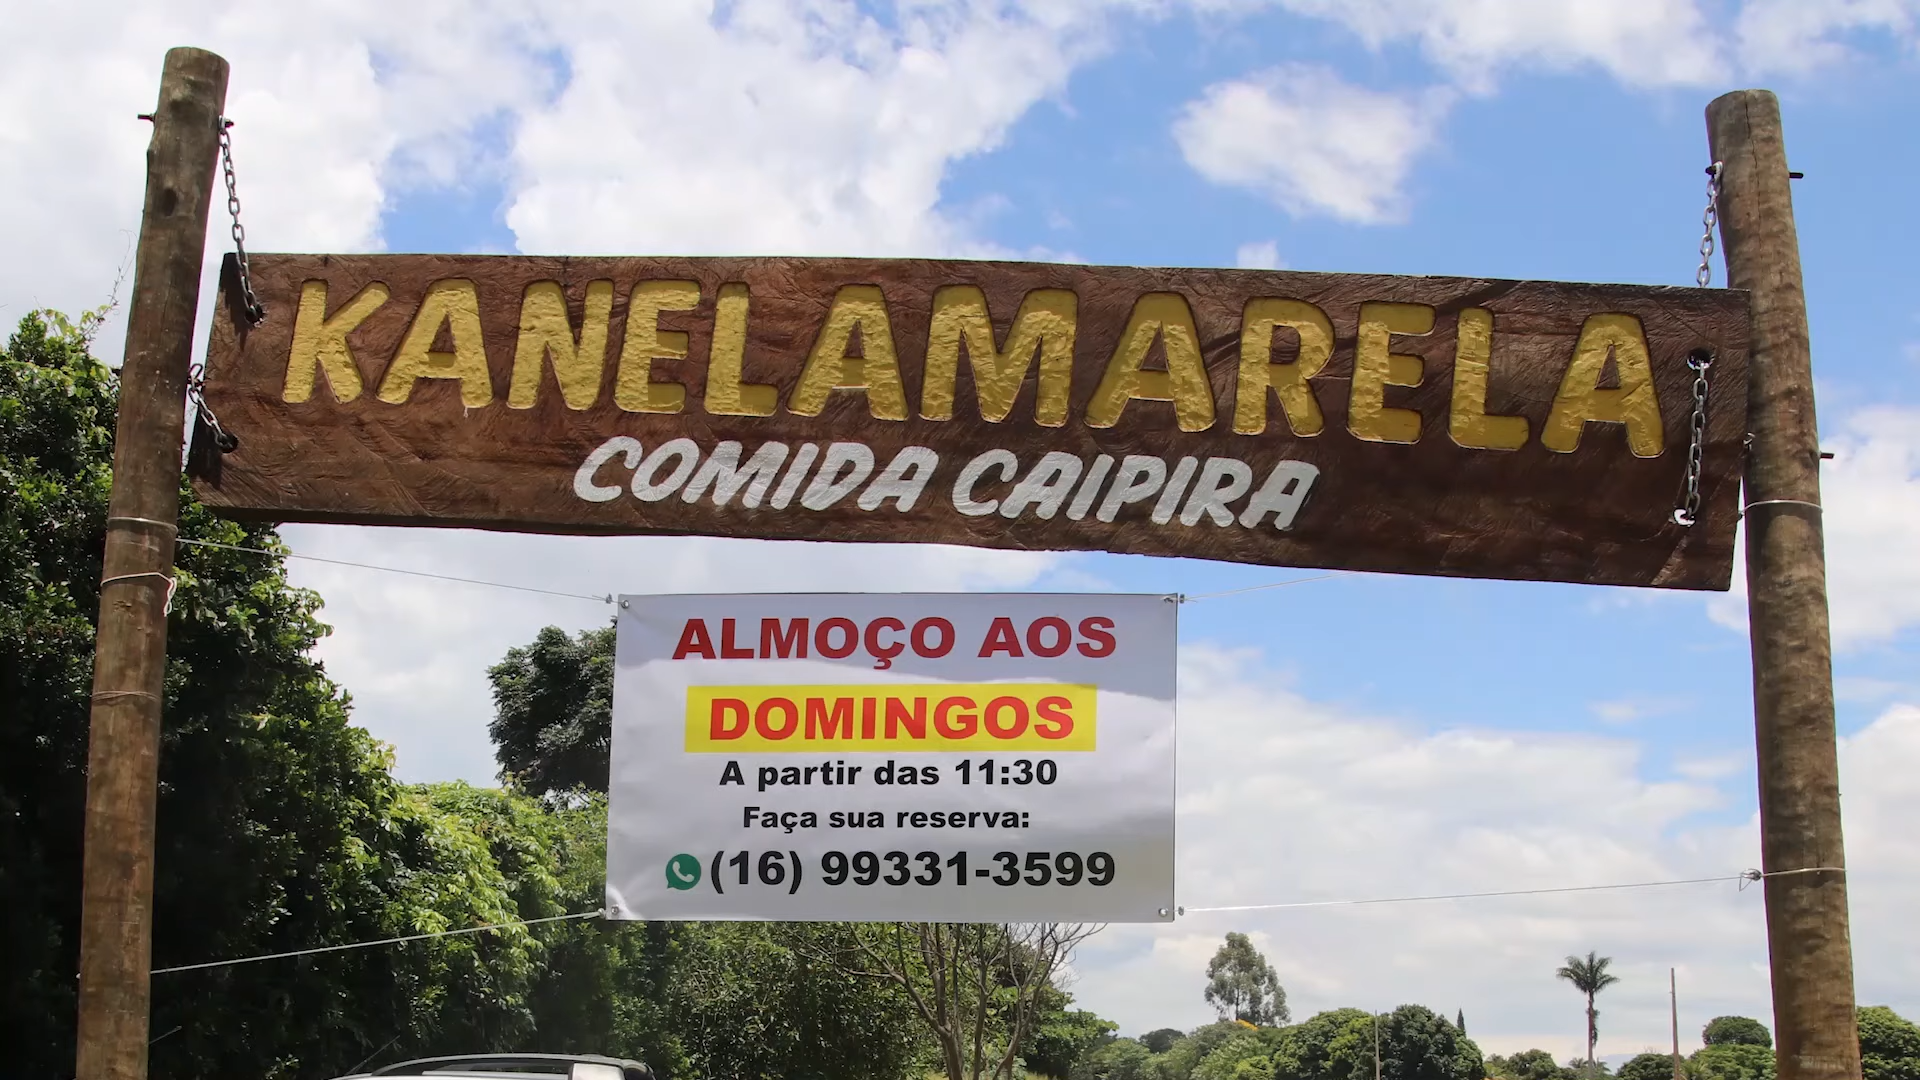 KANELAMARELA
COMIDA CAIPIRA
ALMOÇO AOS
DOMINGOS
A partir das 11:30
Faça sua reserva:
(16) 99331-3599